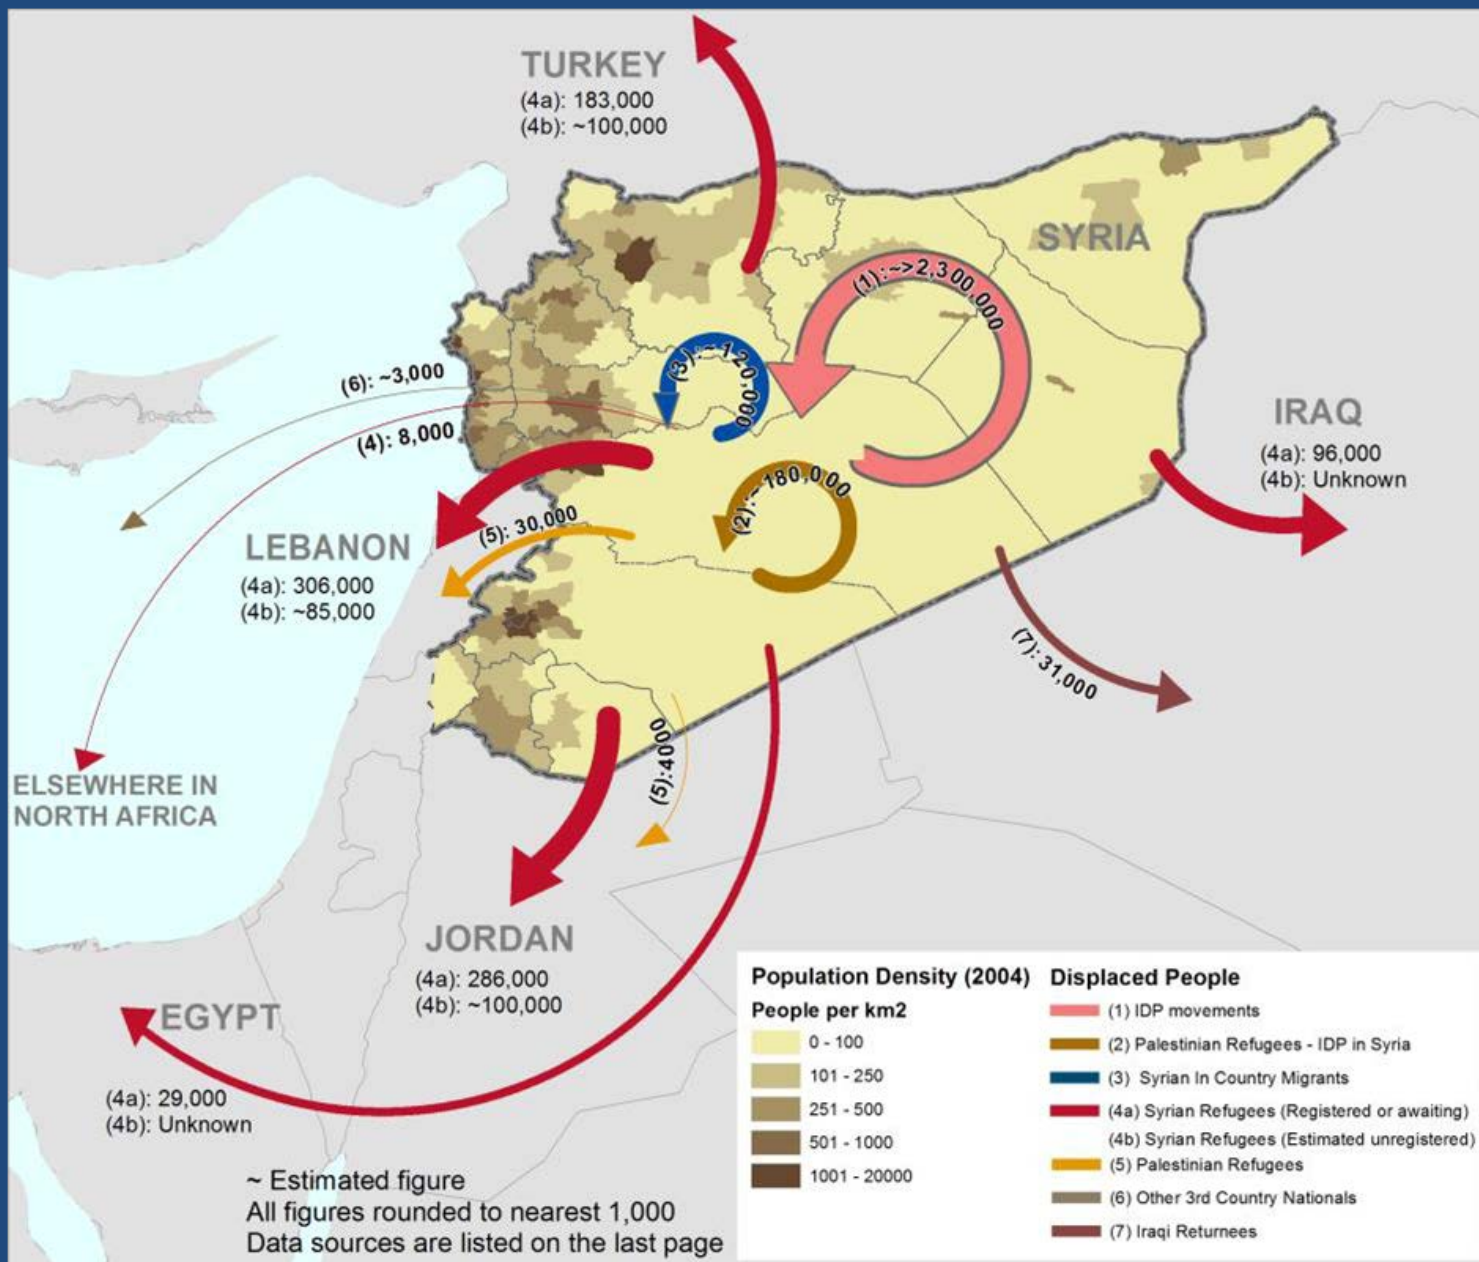 TURKEY
(4a): 183,000
(4b): ~100,000
SYRIA
(1):~>2,300,000
(3):~120,000
(6): ~3,000
(4): 8,000
IRAQ
(4a): 96,000
(4b): Unknown
(2):~180,000
(5): 30,000
LEBANON
(4a): 306,000
(4b): ~85,000
(7): 31,000
(5):4000
ELSEWHERE IN
NORTH AFRICA
JORDAN
(4a): 286,000
(4b): ~100,000
EGYPT
(4a): 29,000
(4b): Unknown
~ Estimated figure
All figures rounded to nearest 1,000
Data sources are listed on the last page
Population Density (2004)
People per km2
0 - 100
101 - 250
251 - 500
501 - 1000
1001 - 20000
Displaced People
(1) IDP movements
(2) Palestinian Refugees - IDP in Syria
(3) Syrian In Country Migrants
(4a) Syrian Refugees (Registered or awaiting)
(4b) Syrian Refugees (Estimated unregistered)
(5) Palestinian Refugees
(6) Other 3rd Country Nationals
(7) Iraqi Returnees